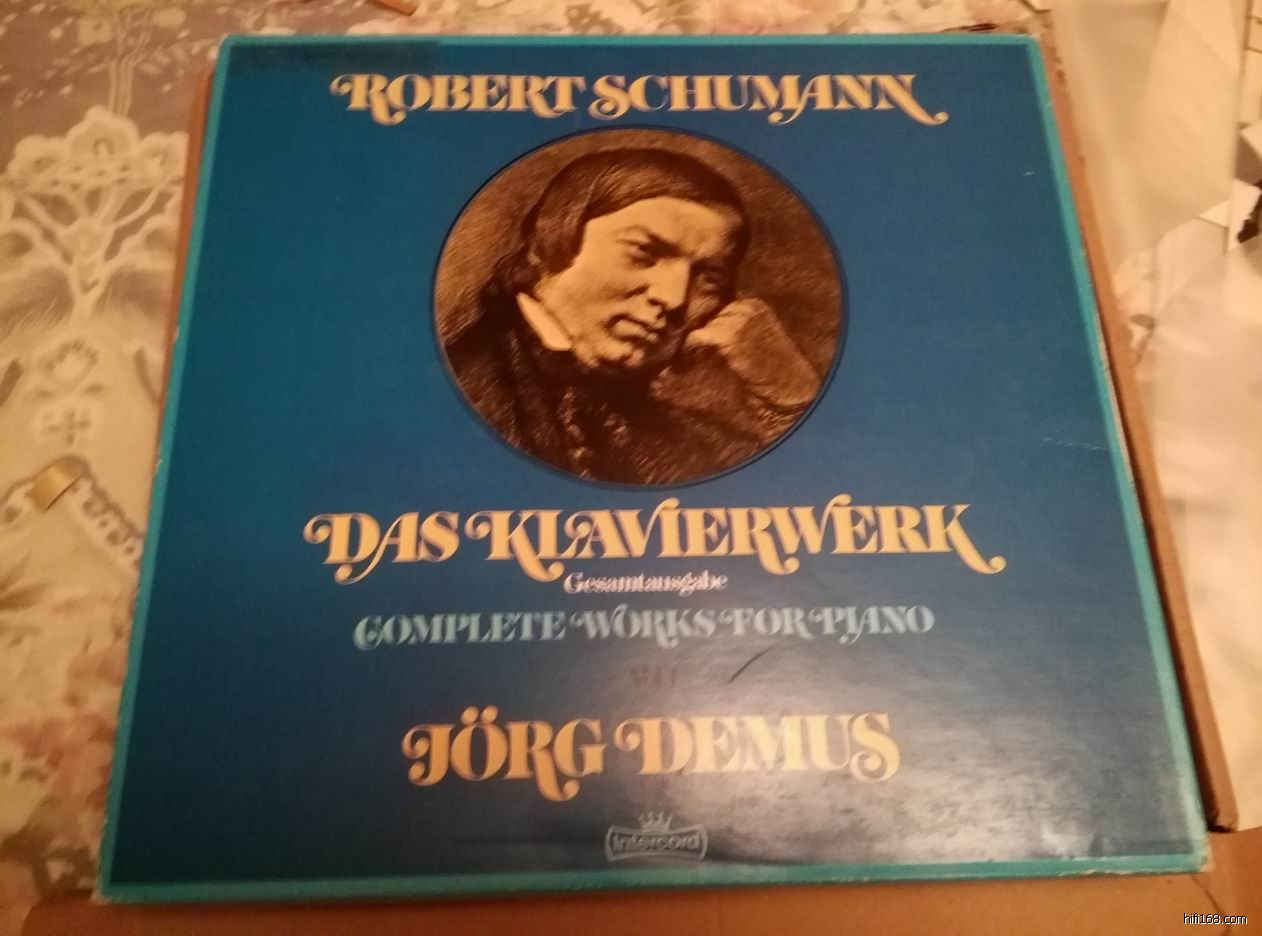 ROBERT SCHUMANN
DAS KLAVIERWERK
Gesamtausgabe
COMPLETE WORKS FOR PIANO
JÖRG DEMUS
intercord
hifi168.com